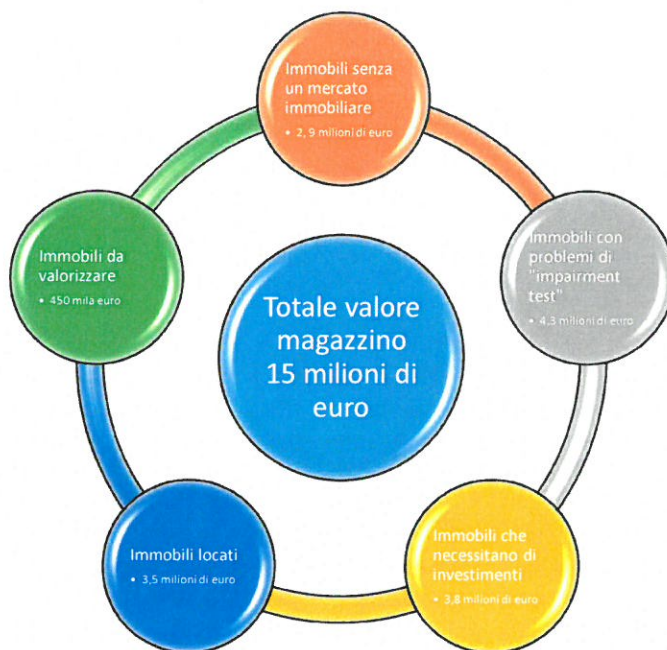 Immobili senza
un mercato
immobiliare
• 2, 9 milioni di euro
Immobili con
problemi di
"impairment
test"
• 4,3 milioni di euro
Immobili che
necessitano di
investimenti
• 3,8 milioni di euro
Immobili locati
• 3,5 milioni di euro
Immobili da
valorizzare
• 450 mila euro
Totale valore
magazzino
15 milioni di
euro